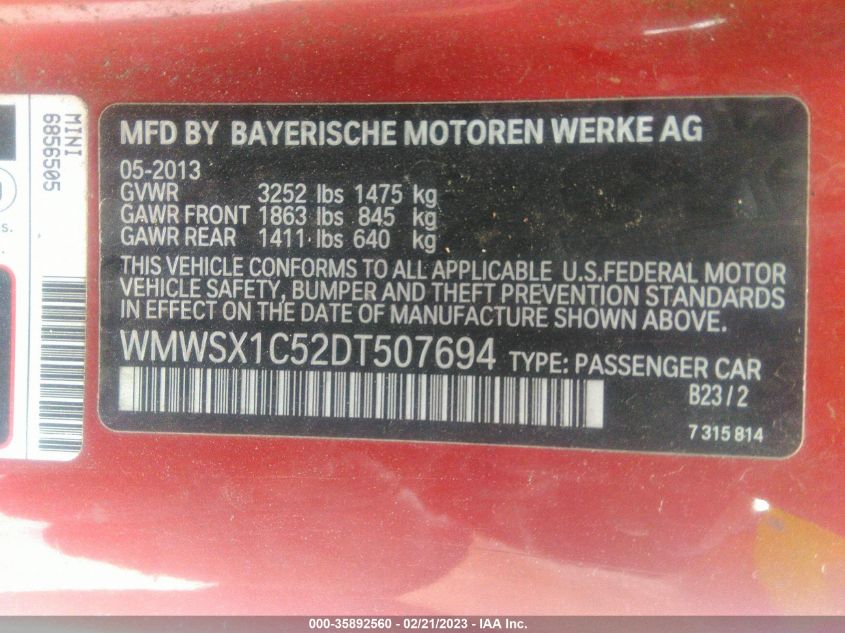 MINI
6856505
s.
MFD BY BAYERISCHE MOTOREN WERKE AG
05-2013
GVWR 3252 lbs 1475 kg
GAWR FRONT 1863 lbs 845 kg
GAWR REAR 1411 lbs 640 kg
THIS VEHICLE CONFORMS TO ALL APPLICABLE U.S.FEDERAL MOTOR
VEHICLE SAFETY, BUMPER AND THEFT PREVENTION STANDARDS
IN EFFECT ON THE DATE OF MANUFACTURE SHOWN ABOVE.
WMWSX1C52DT507694 TYPE: PASSENGER CAR
B23/2
7 315 814
000-35892560 - 02/21/2023 - IAA Inc.